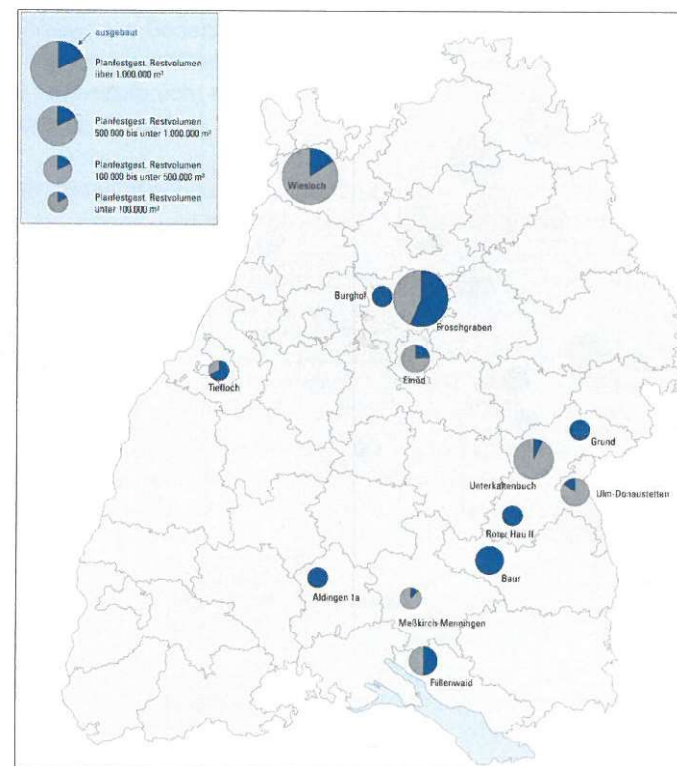 ausgebaut
Planfestgest. Restvolumen
über 1.000.000 m³
Planfestgest. Restvolumen
500.000 bis unter 1.000.000 m³
Planfestgest. Restvolumen
100.000 bis unter 500.000 m³
Planfestgest. Restvolumen
unter 100.000 m³
Wiesloch
Burghof
Froschgraben
Einöd
Tiefloch
Grund
Unterkaltenbuch
Ulm-Donaustetten
Roter Hau II
Baur
Aldingen 1a
Meßkirch-Menningen
Füllenwaid